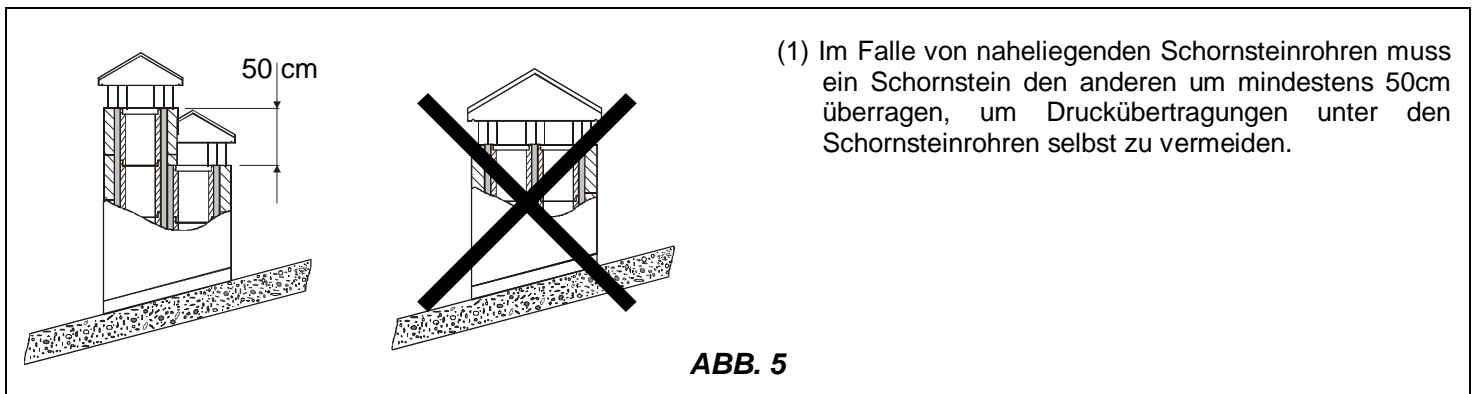 50 cm
(1) Im Falle von naheliegenden Schornsteinrohren muss
ein Schornstein den anderen um mindestens 50cm
überragen, um Druckübertragungen unter den
Schornsteinrohren selbst zu vermeiden.
ABB. 5